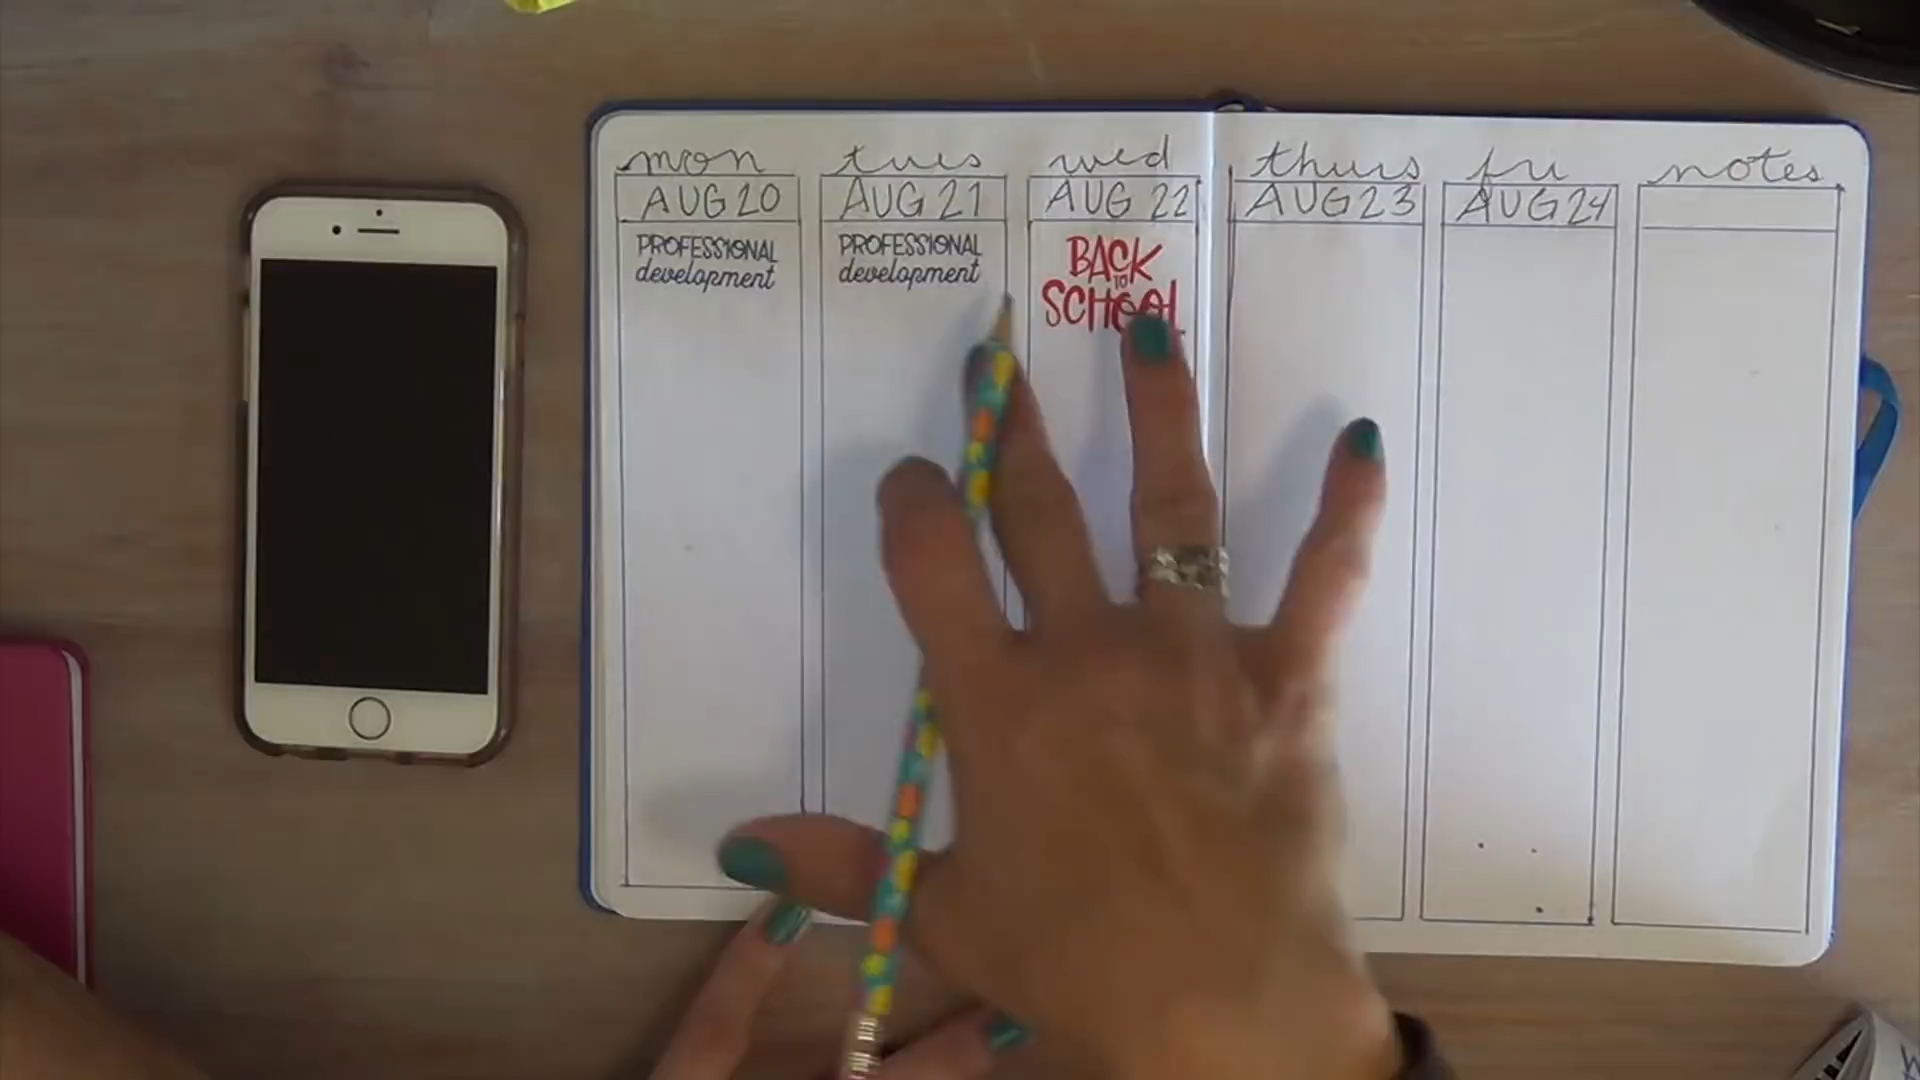 mon
tues
wed
thurs
fri
notes
AUG 20
AUG 21
AUG 22
AUG 23
AUG 24
PROFESSIONAL
development
PROFESSIONAL
development
BACK
TO
SCHOOL